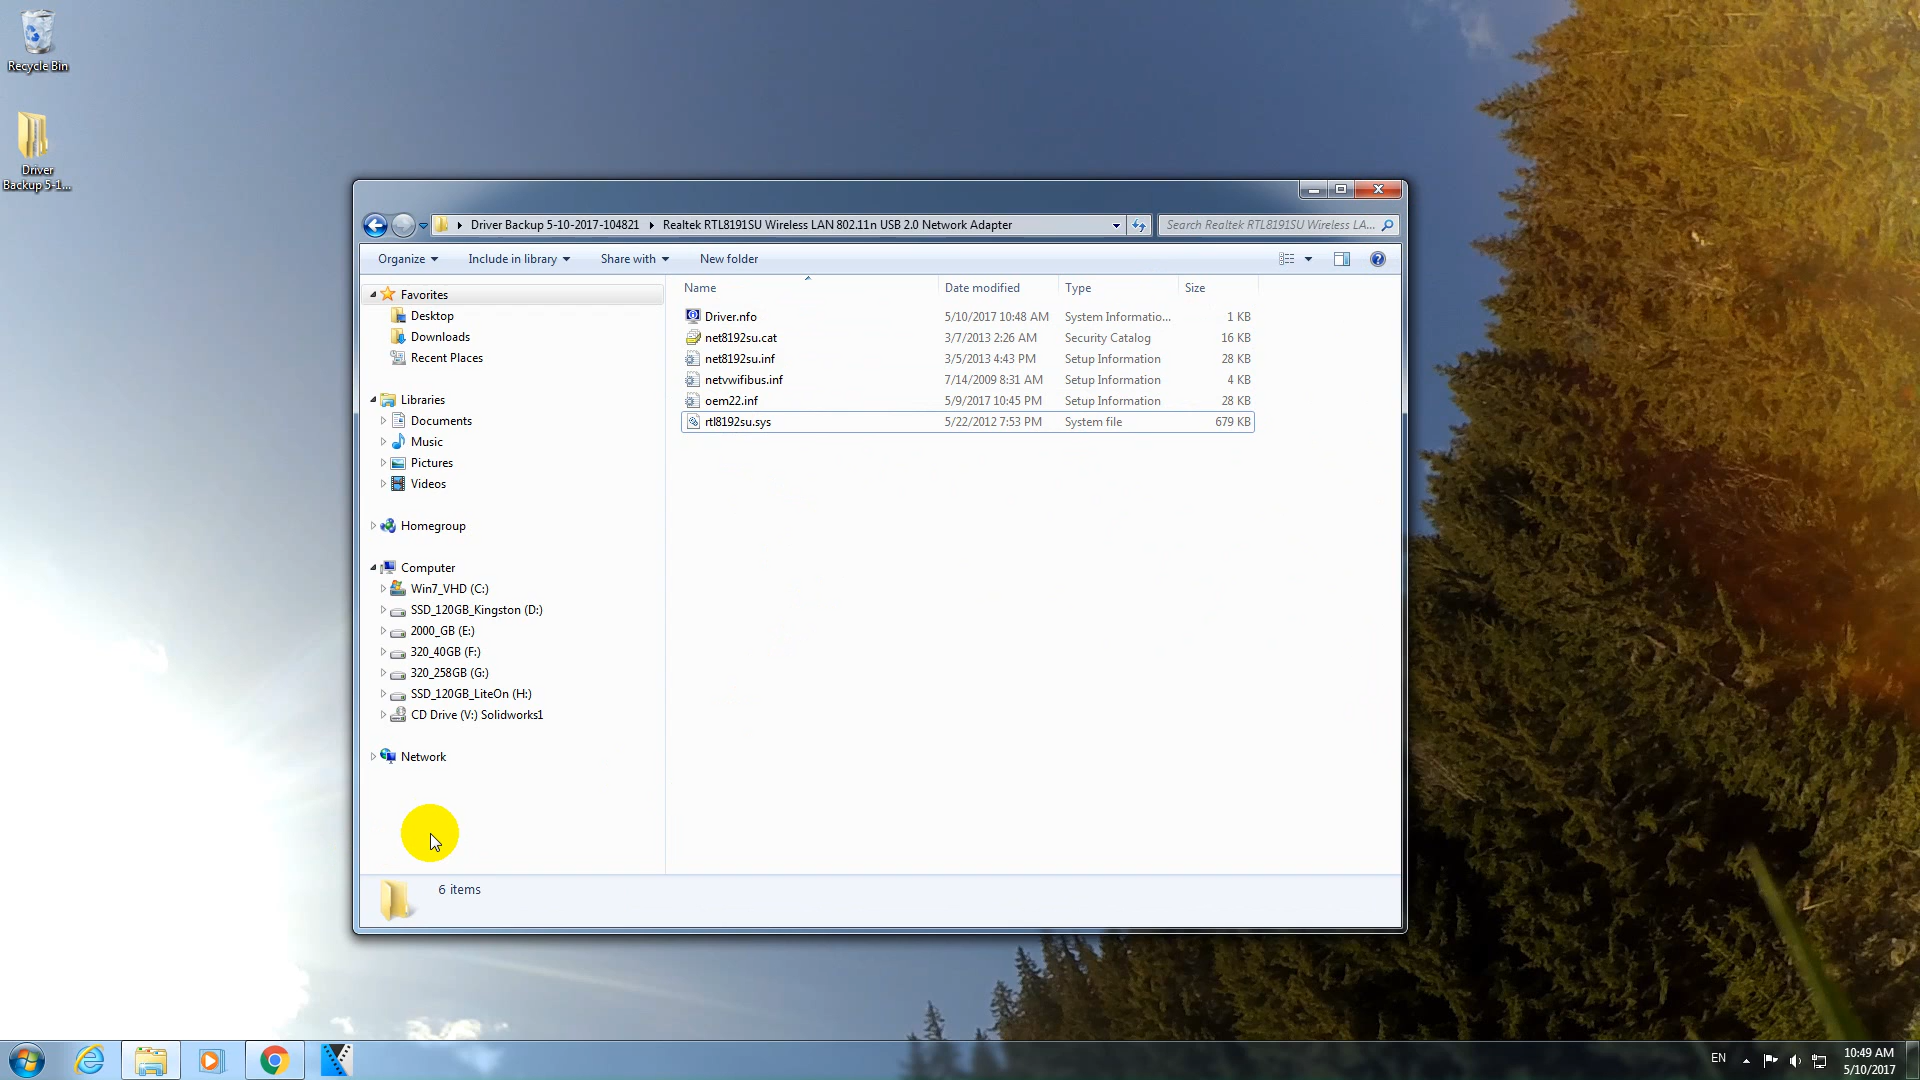 Recycle Bin
Driver
Backup 5-1...
Driver Backup 5-10-2017-104821 Realtek RTL8191SU Wireless LAN 802.11n USB 2.0 Network Adapter Search Realtek RTL8191SU Wireless LA...
Organize Include in library Share with New folder
Favorites
Desktop
Downloads
Recent Places
Libraries
Documents
Music
Pictures
Videos
Homegroup
Computer
Win7_VHD (C:)
SSD_120GB_Kingston (D:)
2000_GB (E:)
320_40GB (F:)
320_258GB (G:)
SSD_120GB_LiteOn (H:)
CD Drive (V:) Solidworks1
Network
Name Date modified Type Size
Driver.nfo 5/10/2017 10:48 AM System Informatio... 1 KB
net8192su.cat 3/7/2013 2:26 AM Security Catalog 16 KB
net8192su.inf 3/5/2013 4:43 PM Setup Information 28 KB
netvwifibus.inf 7/14/2009 8:31 AM Setup Information 4 KB
oem22.inf 5/9/2017 10:45 PM Setup Information 28 KB
rtl8192su.sys 5/22/2012 7:53 PM System file 679 KB
6 items
EN
10:49 AM
5/10/2017